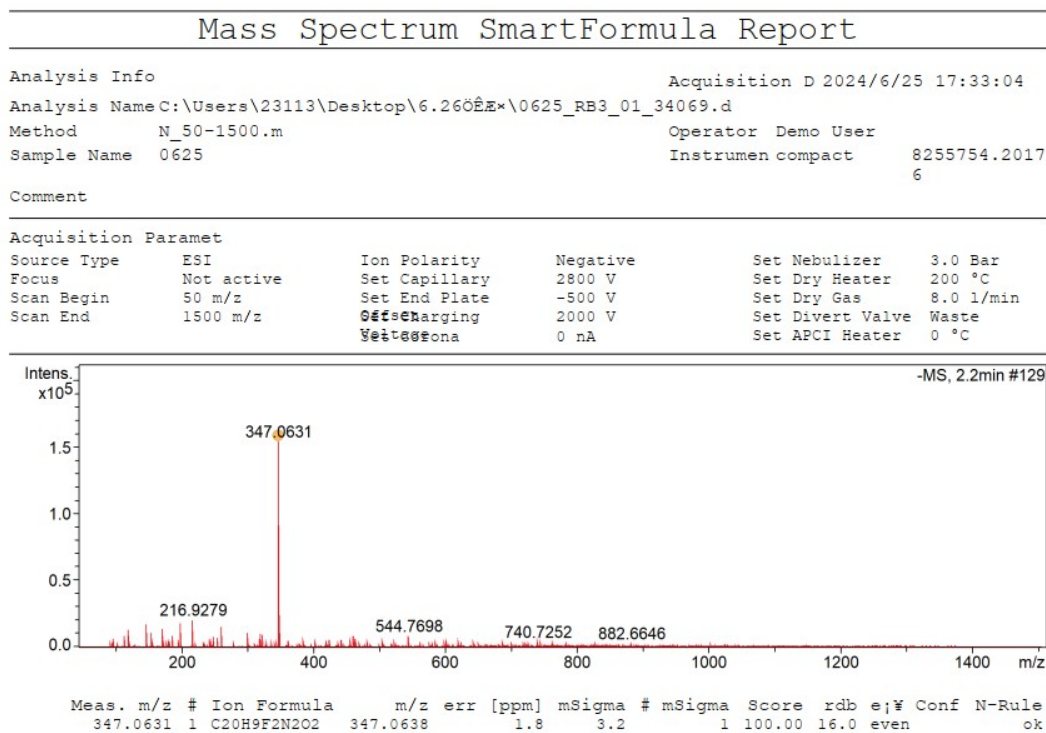 Mass Spectrum SmartFormula Report
Analysis Info
Acquisition D 2024/6/25 17:33:04
Analysis Name C:\Users\23113\Desktop\6.26ÖÊÆ×\0625_RB3_01_34069.d
Method N_50-1500.m Operator Demo User
Sample Name 0625 Instrumen compact 8255754.2017
6
Comment
Acquisition Paramet
Source Type ESI Ion Polarity Negative Set Nebulizer 3.0 Bar
Focus Not active Set Capillary 2800 V Set Dry Heater 200 °C
Scan Begin 50 m/z Set End Plate -500 V Set Dry Gas 8.0 l/min
Scan End 1500 m/z Offset Set Charging 2000 V Set Divert Valve Waste
Voltage Set Corona 0 nA Set APCI Heater 0 °C
Intens.
x10⁵
-MS, 2.2min #129
347.0631
1.5
1.0
0.5
216.9279
544.7698
740.7252
882.6646
0.0
200 400 600 800 1000 1200 1400 m/z
Meas. m/z # Ion Formula m/z err [ppm] mSigma # mSigma Score rdb e¡¥ Conf N-Rule
347.0631 1 C20H9F2N2O2 347.0638 1.8 3.2 1 100.00 16.0 even ok